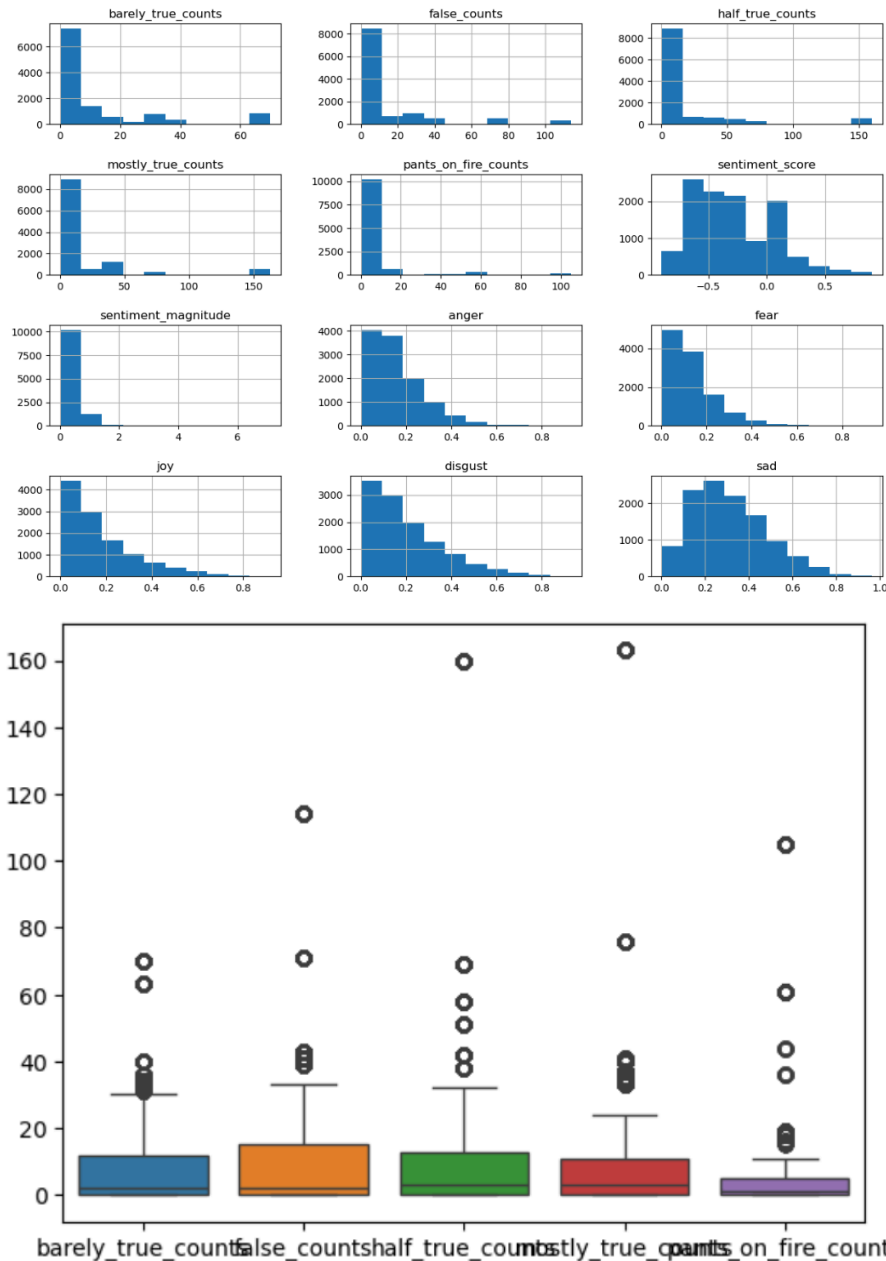 barely_true_counts
6000
4000
2000
0
0 20 40 60
false_counts
8000
6000
4000
2000
0
0 20 40 60 80 100
half_true_counts
8000
6000
4000
2000
0
0 50 100 150
mostly_true_counts
8000
6000
4000
2000
0
0 50 100 150
pants_on_fire_counts
10000
7500
5000
2500
0
0 20 40 60 80 100
sentiment_score
2000
1000
0
−0.5 0.0 0.5
sentiment_magnitude
10000
7500
5000
2500
0
0 2 4 6
anger
4000
3000
2000
1000
0
0.0 0.2 0.4 0.6 0.8
fear
4000
2000
0
0.0 0.2 0.4 0.6 0.8
joy
4000
3000
2000
1000
0
0.0 0.2 0.4 0.6 0.8
disgust
3000
2000
1000
0
0.0 0.2 0.4 0.6 0.8
sad
2000
1000
0
0.0 0.2 0.4 0.6 0.8 1.0
160
140
120
100
80
60
40
20
0
barely_true_counts false_counts half_true_counts mostly_true_counts pants_on_fire_count